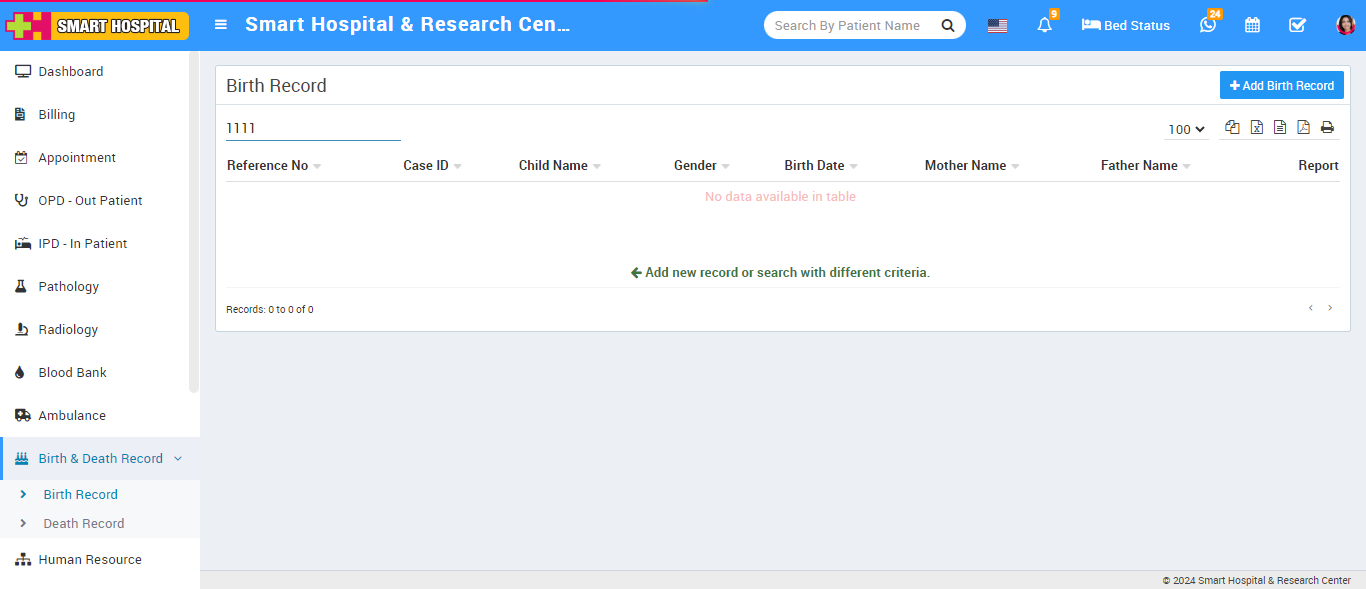 SMART HOSPITAL
Smart Hospital & Research Cen...
Search By Patient Name
9
Bed Status
24
Dashboard
Billing
Appointment
OPD - Out Patient
IPD - In Patient
Pathology
Radiology
Blood Bank
Ambulance
Birth & Death Record
Birth Record
Death Record
Human Resource
Birth Record
Add Birth Record
1111
100
Reference No Case ID Child Name Gender Birth Date Mother Name Father Name Report
No data available in table
Add new record or search with different criteria.
Records: 0 to 0 of 0
© 2024 Smart Hospital & Research Center